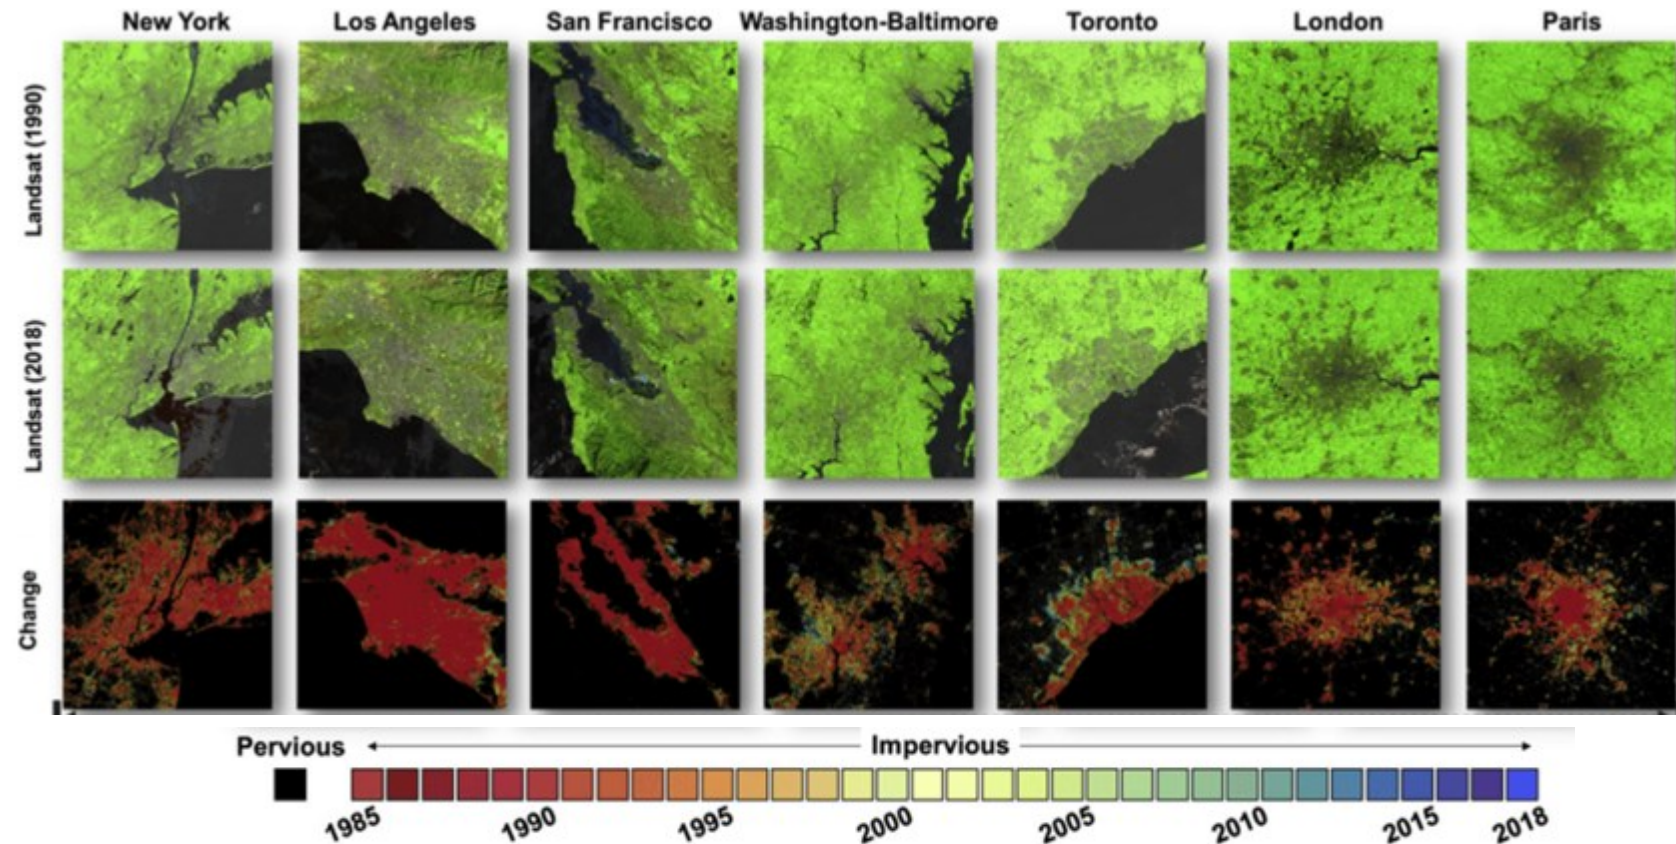 New York Los Angeles San Francisco Washington-Baltimore Toronto London Paris
Landsat (1990)
Landsat (2018)
Change
Pervious Impervious
1985 1990 1995 2000 2005 2010 2015 2018